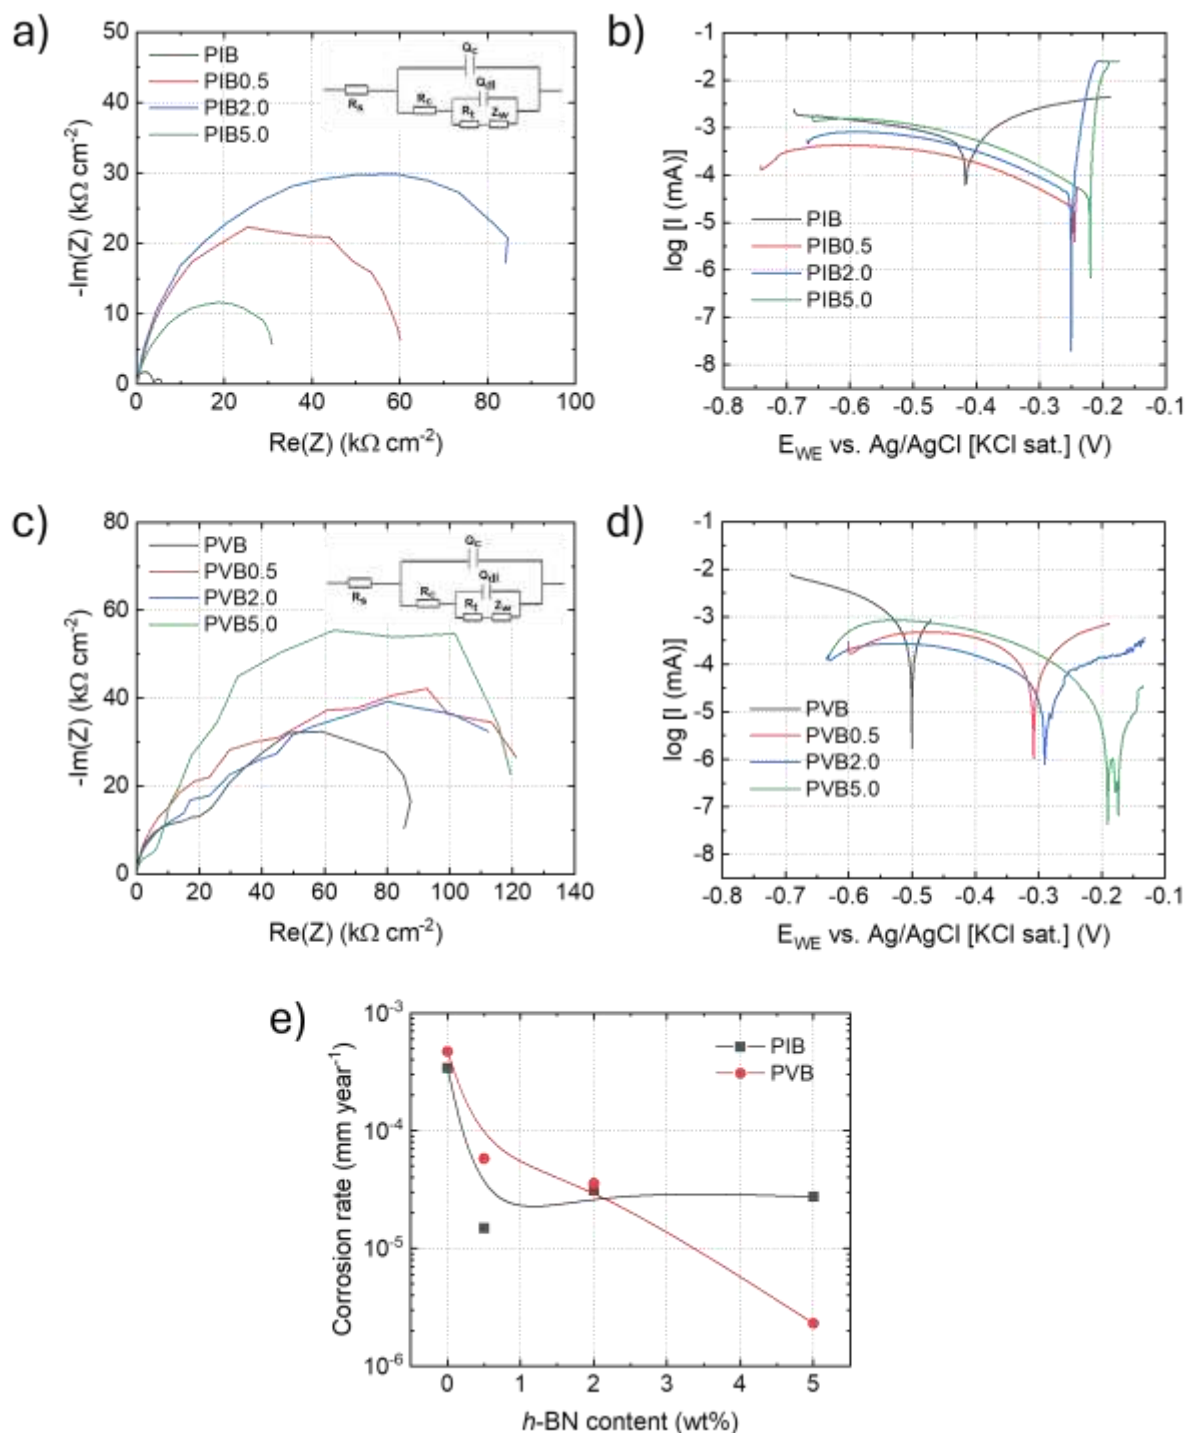 a)
50
40
30
20
10
0
0 20 40 60 80 100
-Im(Z) (kΩ cm-2)
Re(Z) (kΩ cm-2)
PIB
PIB0.5
PIB2.0
PIB5.0
Qc
Qdl
Rs
Rc
Rt Zw
b)
-1
-2
-3
-4
-5
-6
-7
-8
-0.8 -0.7 -0.6 -0.5 -0.4 -0.3 -0.2 -0.1
log [I (mA)]
EWE vs. Ag/AgCl [KCl sat.] (V)
PIB
PIB0.5
PIB2.0
PIB5.0
c)
80
60
40
20
0
0 20 40 60 80 100 120 140
-Im(Z) (kΩ cm-2)
Re(Z) (kΩ cm-2)
PVB
PVB0.5
PVB2.0
PVB5.0
Qc
Qdl
Rs
Rc
Rt Zw
d)
-1
-2
-3
-4
-5
-6
-7
-8
-0.8 -0.7 -0.6 -0.5 -0.4 -0.3 -0.2 -0.1
log [I (mA)]
EWE vs. Ag/AgCl [KCl sat.] (V)
PVB
PVB0.5
PVB2.0
PVB5.0
e)
10-3
10-4
10-5
10-6
0 1 2 3 4 5
Corrosion rate (mm year-1)
h-BN content (wt%)
PIB
PVB